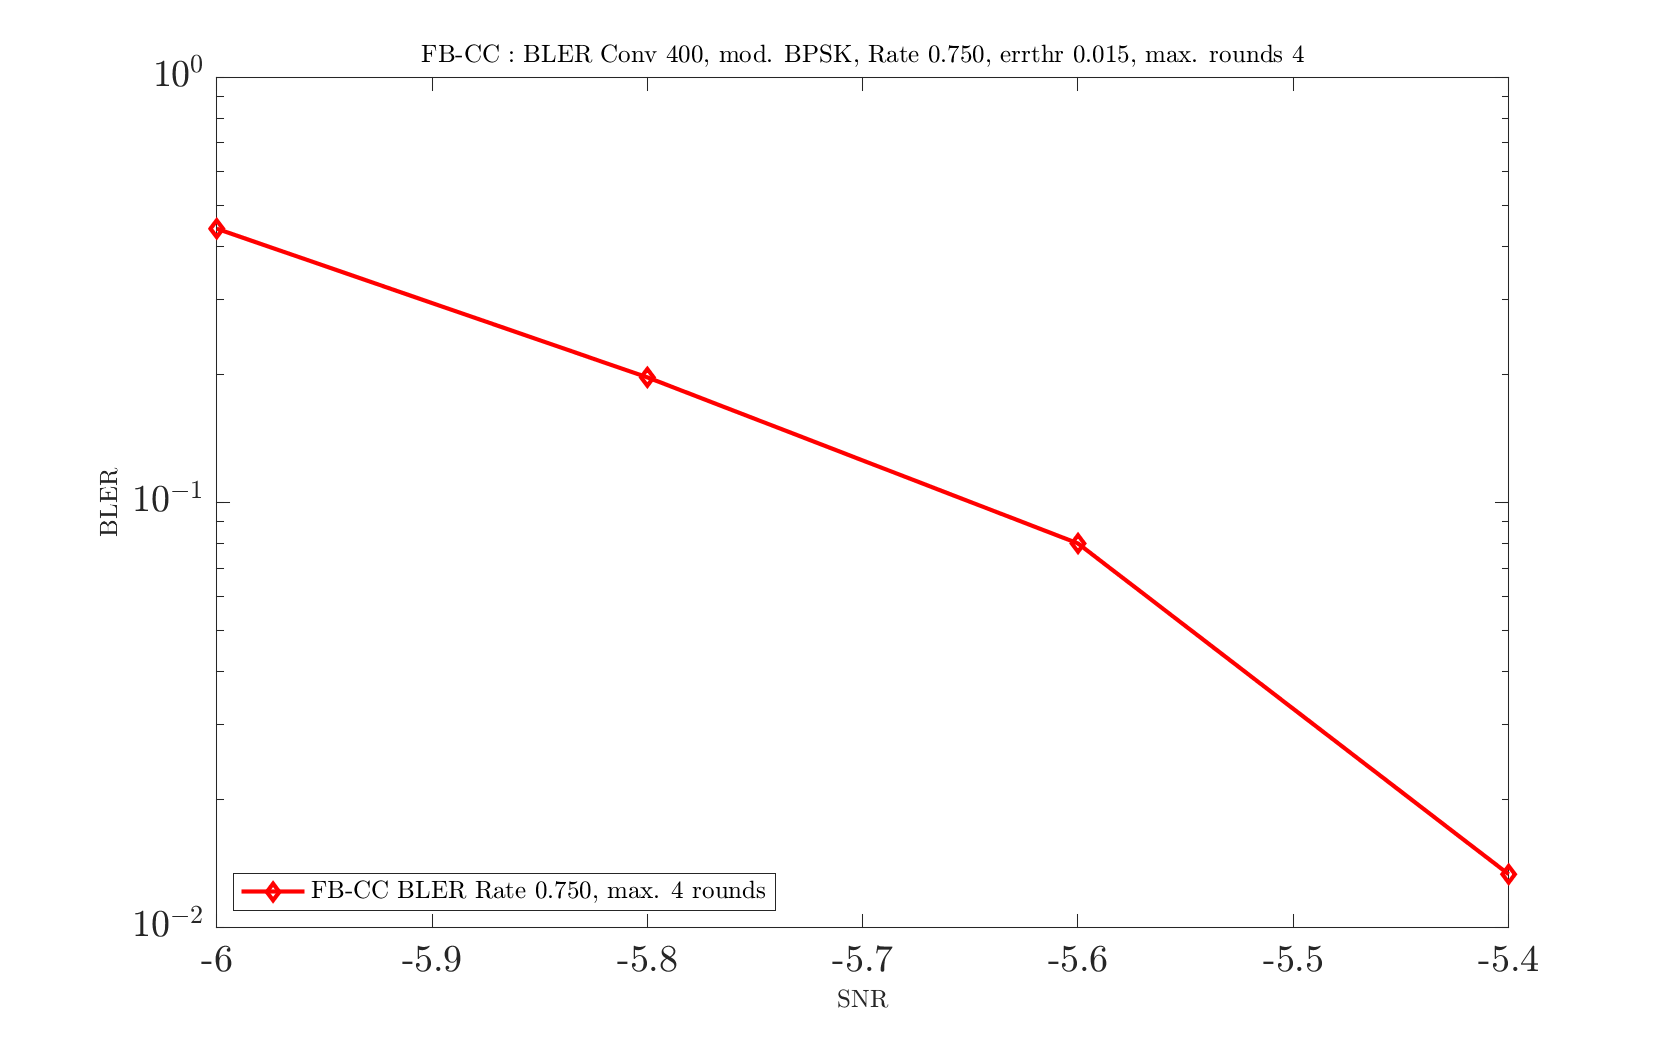 FB-CC : BLER Conv 400, mod. BPSK, Rate 0.750, errthr 0.015, max. rounds 4
10^0
10^{-1}
10^{-2}
BLER
FB-CC BLER Rate 0.750, max. 4 rounds
-6 -5.9 -5.8 -5.7 -5.6 -5.5 -5.4
SNR